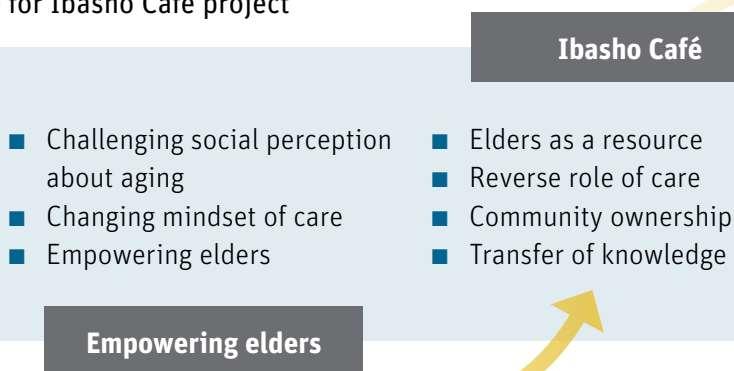 for Ibasho Café project
Ibasho Café
■ Challenging social perception
about aging
■ Changing mindset of care
■ Empowering elders
■ Elders as a resource
■ Reverse role of care
■ Community ownership
■ Transfer of knowledge
Empowering elders